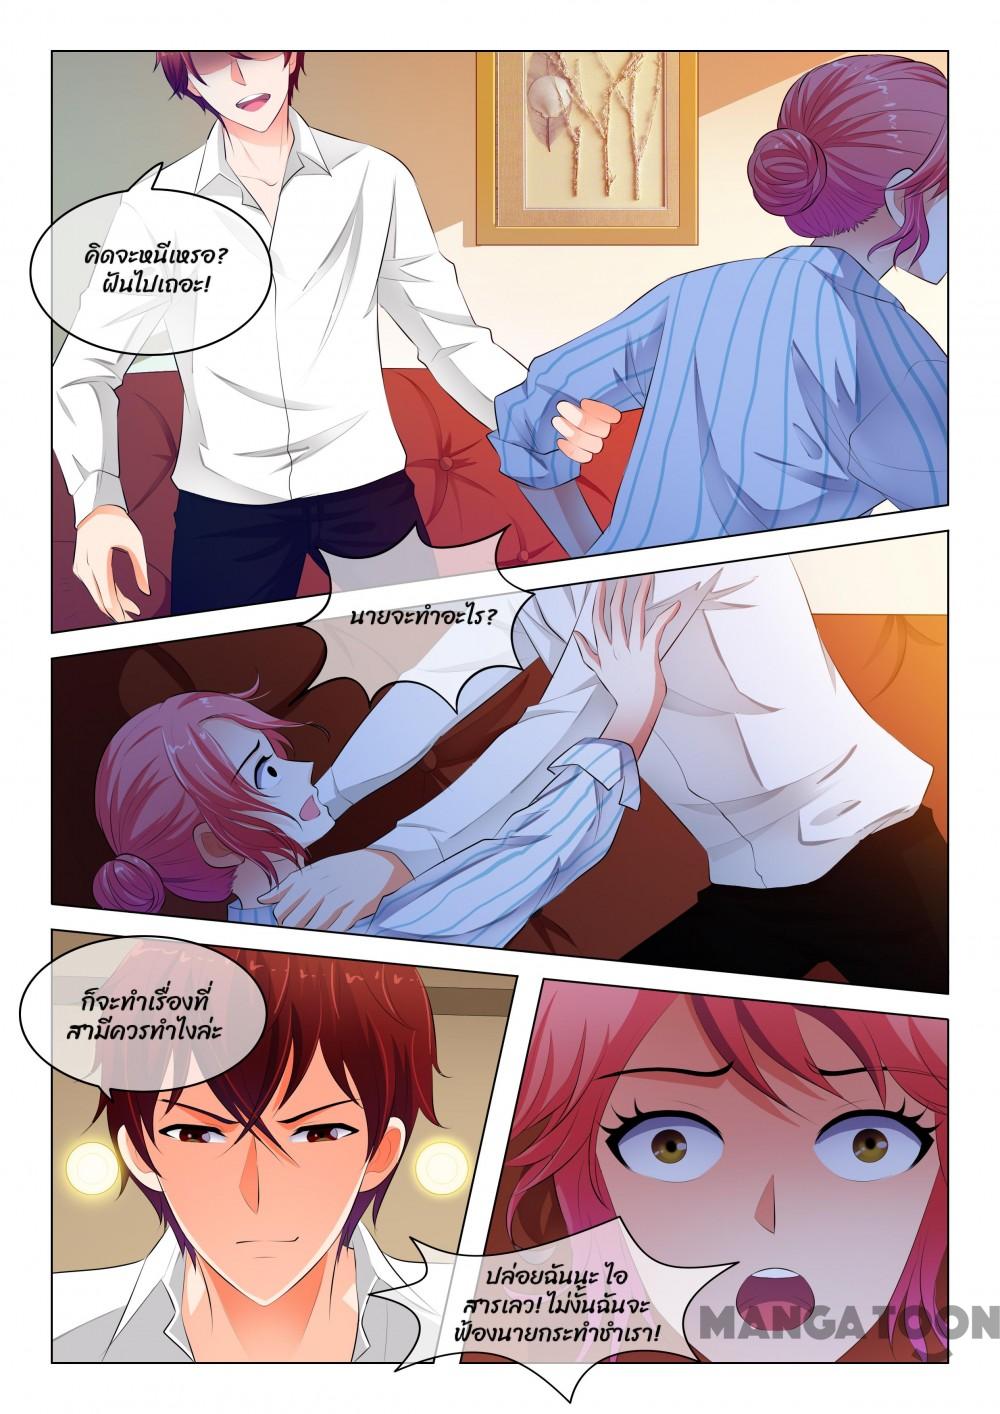 คิดจะหนีเหรอ?
ฝันไปเถอะ!
นายจะทำอะไร?
ก็จะทำเรื่องที่
สามีควรทำไงล่ะ
ปล่อยฉันนะ ไอ
สารเลว! ไม่งั้นฉันจะ
ฟ้องนายกระทำชำเรา!
MANGATOON